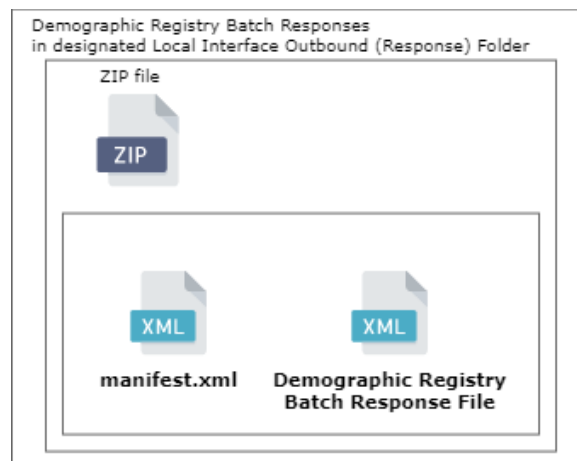 Demographic Registry Batch Responses
in designated Local Interface Outbound (Response) Folder
ZIP file
ZIP
XML
XML
manifest.xml
Demographic Registry
Batch Response File